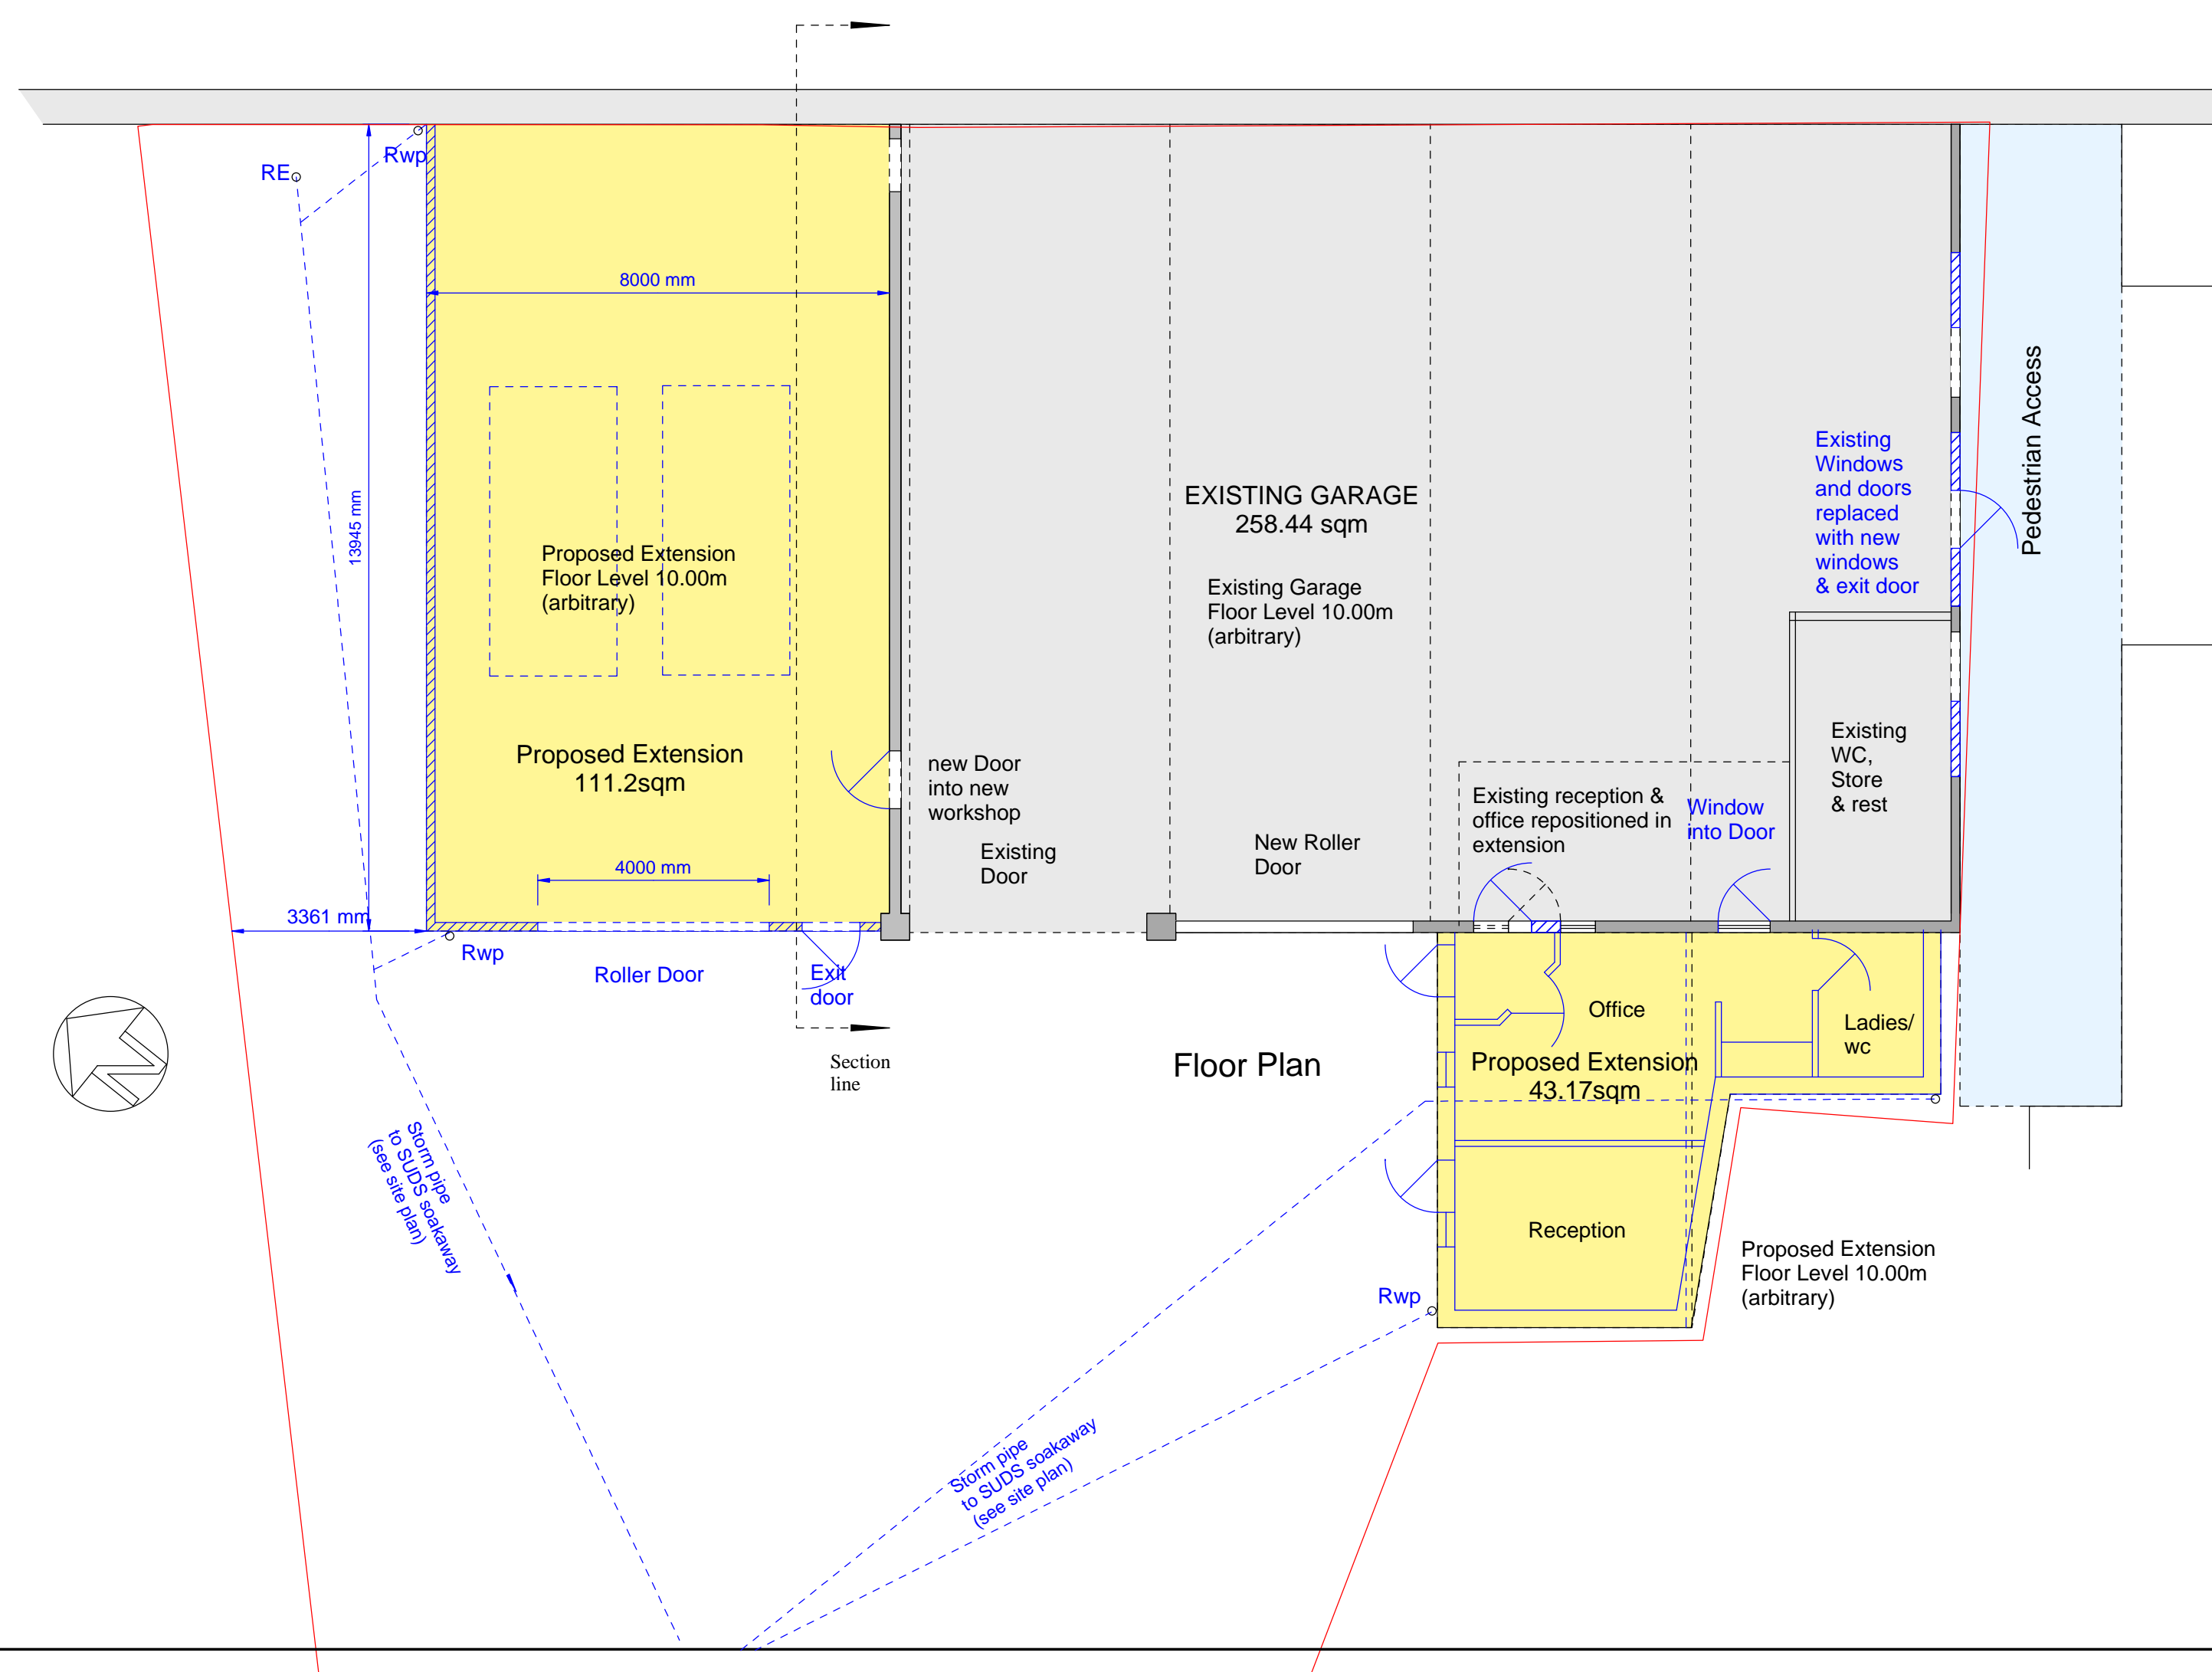 RE
Rwp
8000 mm
13945 mm
Proposed Extension
Floor Level 10.00m
(arbitrary)
Proposed Extension
111.2sqm
4000 mm
3361 mm
Rwp
Roller Door
Exit
door
Section
line
EXISTING GARAGE
258.44 sqm
Existing Garage
Floor Level 10.00m
(arbitrary)
new Door
into new
workshop
Existing
Door
New Roller
Door
Existing reception &
office repositioned in
extension
Window
into Door
Existing
Windows
and doors
replaced
with new
windows
& exit door
Existing
WC,
Store
& rest
Pedestrian Access
Floor Plan
Office
Ladies/
wc
Proposed Extension
43.17sqm
Reception
Rwp
Proposed Extension
Floor Level 10.00m
(arbitrary)
Storm pipe
to SUDS soakaway
(see site plan)
Storm pipe
to SUDS soakaway
(see site plan)